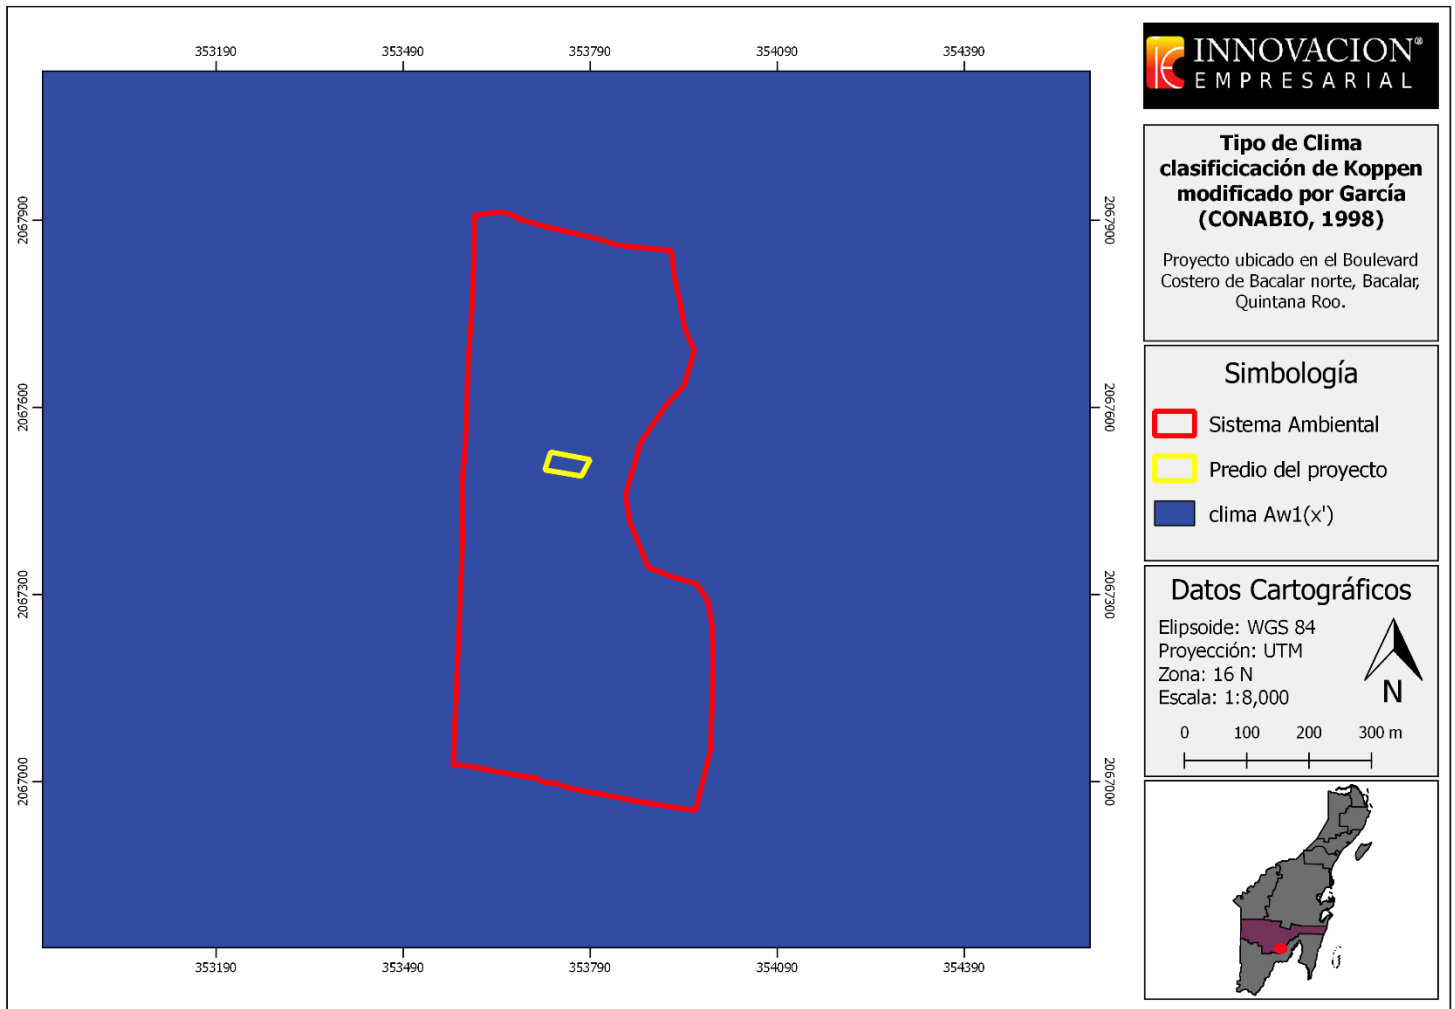 353190 353490 353790 354090 354390
2067900 2067900
2067600 2067600
2067300 2067300
2067000 2067000
353190 353490 353790 354090 354390
INNOVACION®
EMPRESARIAL
Tipo de Clima
clasificicación de Koppen
modificado por García
(CONABIO, 1998)
Proyecto ubicado en el Boulevard
Costero de Bacalar norte, Bacalar,
Quintana Roo.
Simbología
Sistema Ambiental
Predio del proyecto
clima Aw1(x')
Datos Cartográficos
Elipsoide: WGS 84
Proyección: UTM
Zona: 16 N
Escala: 1:8,000
N
0 100 200 300 m